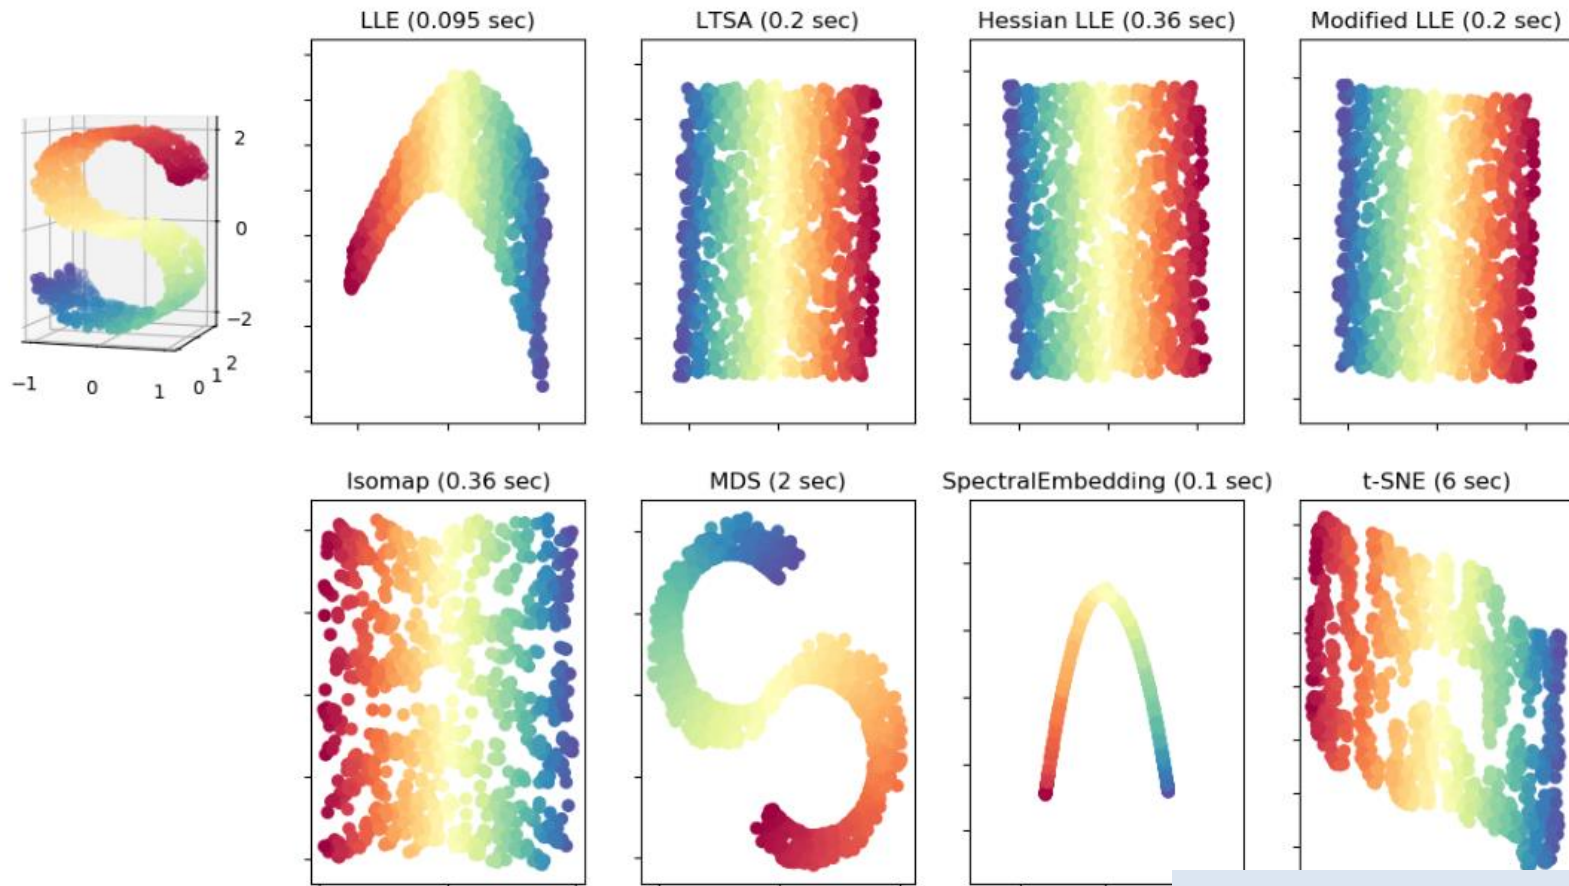 LLE (0.095 sec)
LTSA (0.2 sec)
Hessian LLE (0.36 sec)
Modified LLE (0.2 sec)
2
0
−2
−1
0
1
0
1
2
Isomap (0.36 sec)
MDS (2 sec)
SpectralEmbedding (0.1 sec)
t-SNE (6 sec)